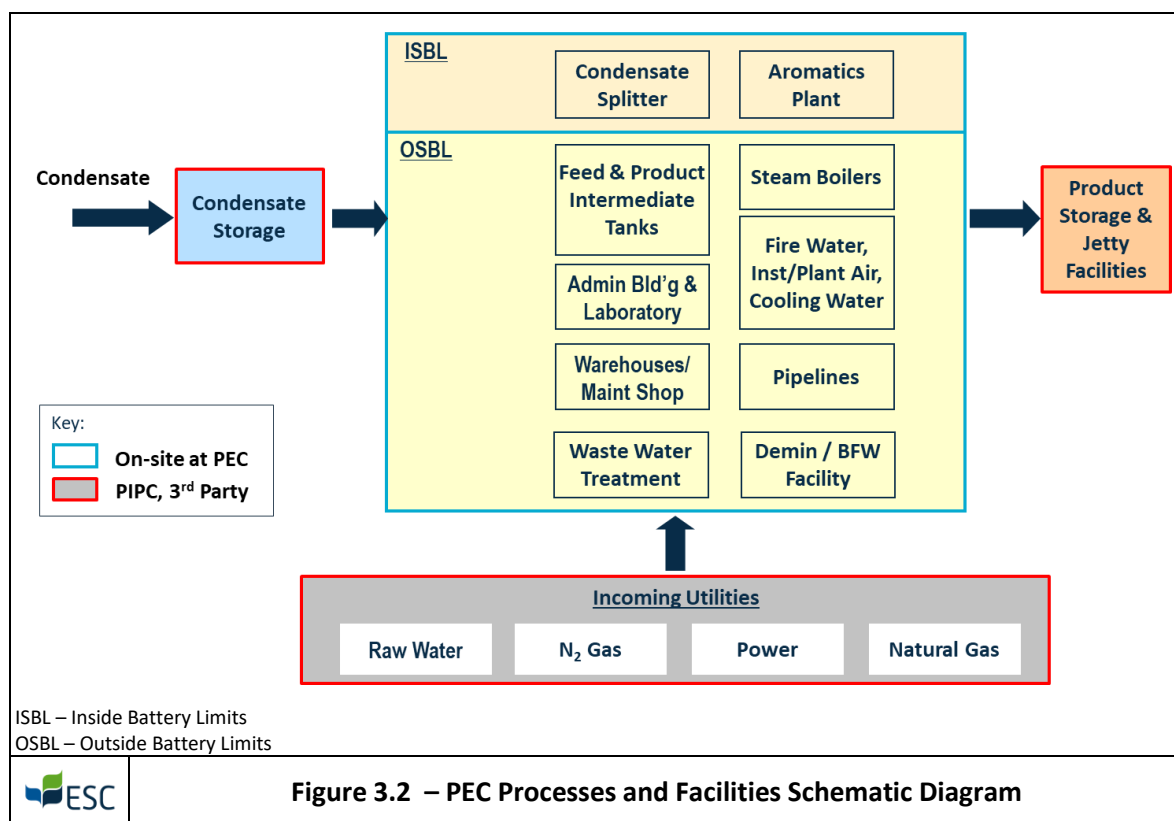 ISBL
Condensate
Splitter
Aromatics
Plant
OSBL
Feed & Product
Intermediate
Tanks
Steam Boilers
Fire Water,
Inst/Plant Air,
Cooling Water
Admin Bld’g &
Laboratory
Warehouses/
Maint Shop
Pipelines
Waste Water
Treatment
Demin / BFW
Facility
Condensate
Condensate
Storage
Product
Storage &
Jetty
Facilities
Key:
On-site at PEC
PIPC, 3rd Party
Incoming Utilities
Raw Water
N2 Gas
Power
Natural Gas
ISBL – Inside Battery Limits
OSBL – Outside Battery Limits
ESC
Figure 3.2 – PEC Processes and Facilities Schematic Diagram